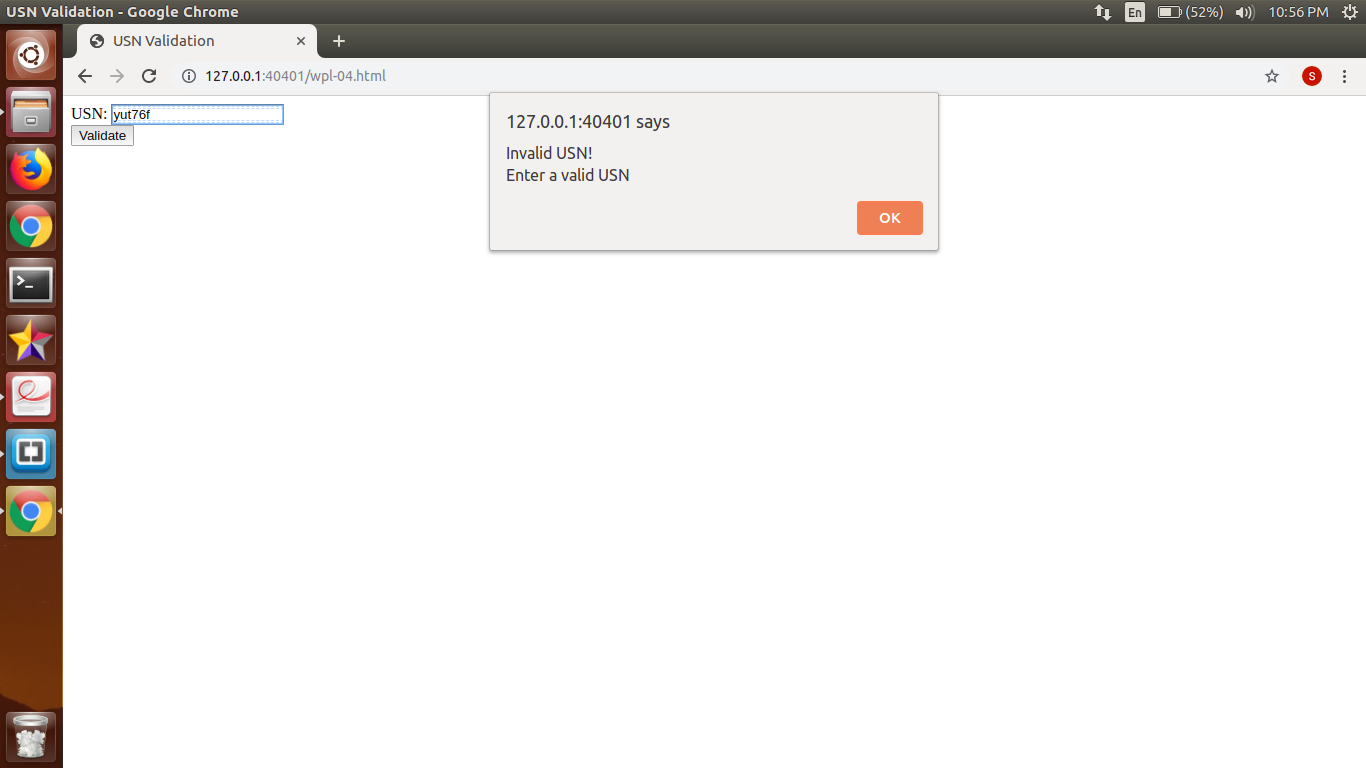 USN Validation - Google Chrome
En (52%) 10:56 PM
USN Validation
127.0.0.1:40401/wpl-04.html
S
USN: yut76f
Validate
127.0.0.1:40401 says
Invalid USN!
Enter a valid USN
OK